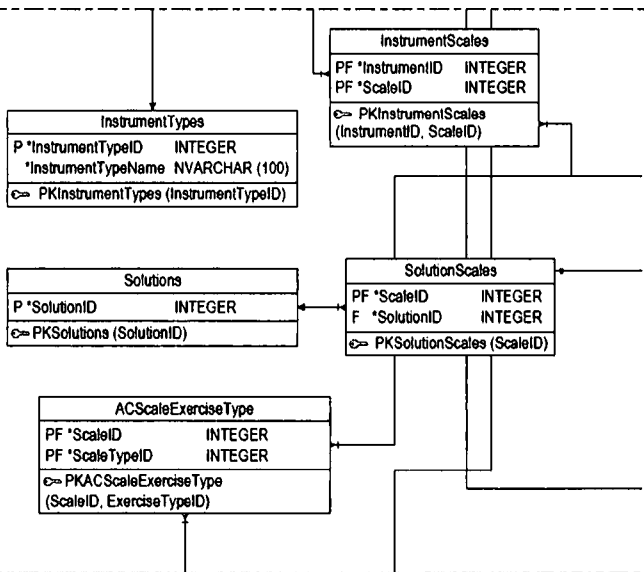 InstrumentScales
PF *InstrumentID INTEGER
PF *ScaleID INTEGER
PKInstrumentScales
(InstrumentID, ScaleID)
InstrumentTypes
P *InstrumentTypeID INTEGER
*InstrumentTypeName NVARCHAR (100)
PKInstrumentTypes (InstrumentTypeID)
Solutions
P *SolutionID INTEGER
PKSolutions (SolutionID)
SolutionScales
PF *ScaleID INTEGER
F *SolutionID INTEGER
PKSolutionScales (ScaleID)
ACScaleExerciseType
PF *ScaleID INTEGER
PF *ScaleTypeID INTEGER
PKACScaleExerciseType
(ScaleID, ExerciseTypeID)